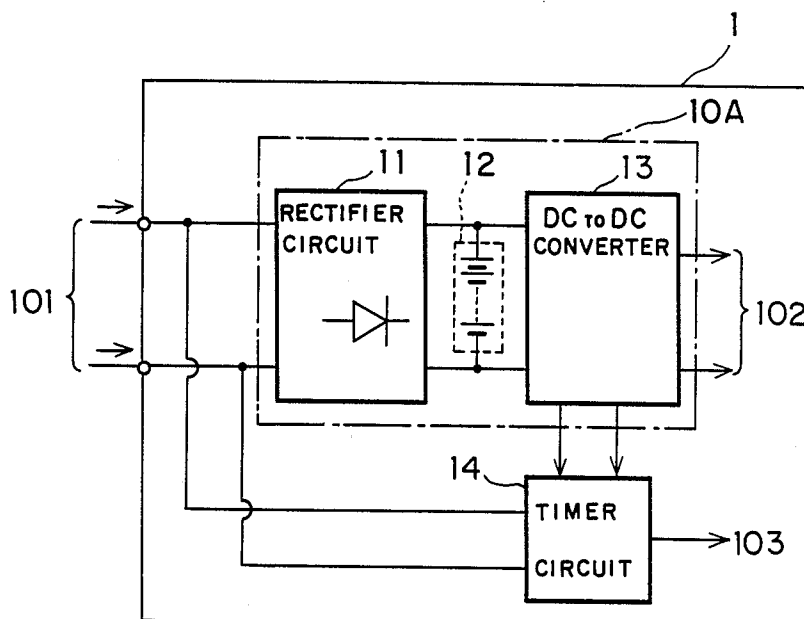 1
10A
11
12
13
RECTIFIER
CIRCUIT
DC TO DC
CONVERTER
101
102
14
TIMER
CIRCUIT
103